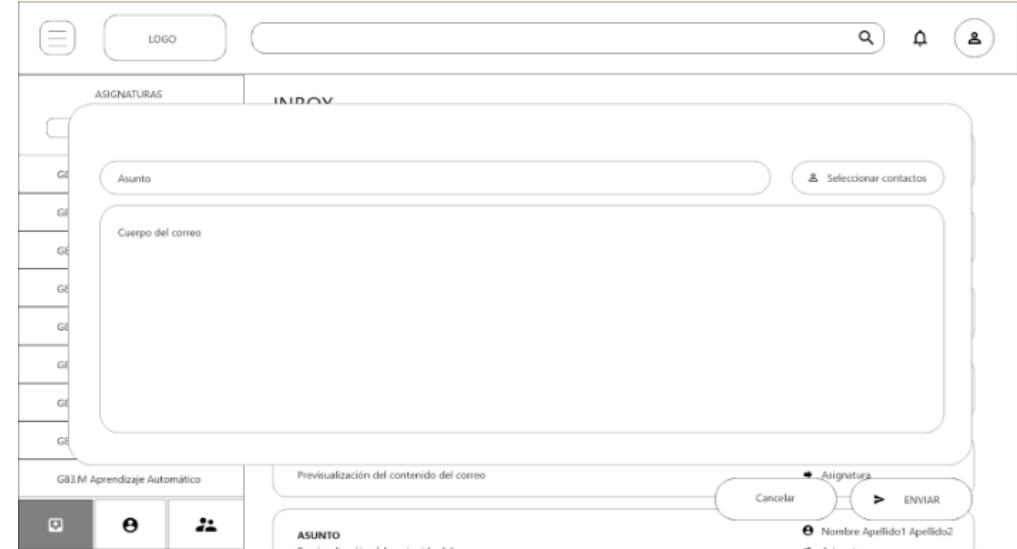 LOGO
ASIGNATURAS
INBOX
Asunto
Seleccionar contactos
Cuerpo del correo
G83.M Aprendizaje Automático
Previsualización del contenido del correo
Asignatura
Cancelar
ENVIAR
ASUNTO
Nombre Apellido1 Apellido2